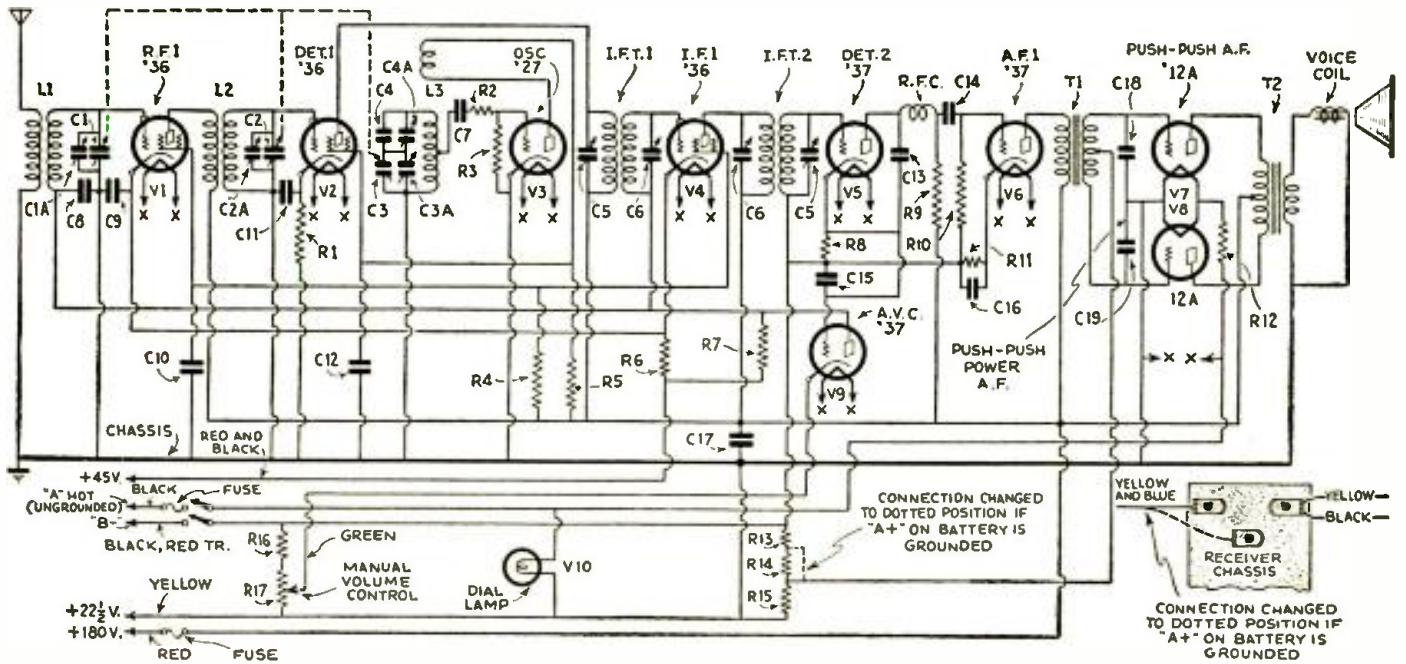 R.F.1
'36
DET.1
'36
C4A
C4
L3
OSC
'27
I.F.T.1
I.F.1
'36
I.F.T.2
DET.2
'37
R.F.C.
C14
A.F.1
'37
T1
PUSH-PUSH A.F.
'12A
C18
T2
VOICE
COIL
L1
C1
L2
C2
R2
C7
R3
V1
V2
V3
V4
V5
V6
V7
V8
C1A
C8
C9
C2A
C11
R1
C3
C3A
C5
C6
C6
C5
C13
R9
R8
R10
R11
C15
C16
12A
C19
R12
A.V.C.
'37
PUSH-PUSH
POWER
A.F.
X X
C10
C12
R4
R5
R6
R7
V9
C17
CHASSIS
RED AND
BLACK
+45V.
"A" HOT
(UNGROUNDED)
BLACK
FUSE
"B-"
BLACK, RED TR.
R16
GREEN
R17
MANUAL
VOLUME
CONTROL
DIAL
LAMP
V10
R13
R14
R15
CONNECTION CHANGED
TO DOTTED POSITION IF
"A+" ON BATTERY IS
GROUNDED
YELLOW
AND BLUE
YELLOW
BLACK
RECEIVER
CHASSIS
CONNECTION CHANGED
TO DOTTED POSITION IF
"A+" ON BATTERY IS
GROUNDED
YELLOW
+22½V.
+180V.
RED
FUSE